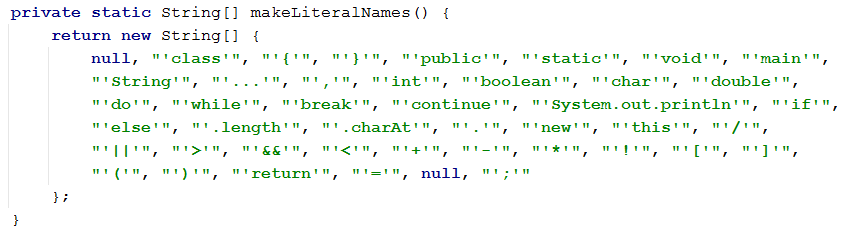 private static String[] makeLiteralNames() {
    return new String[] {
        null, "'class'", "'{'", "'}'", "'public'", "'static'", "'void'", "'main'",
        "'String'", "'...'", "','", "'int'", "'boolean'", "'char'", "'double'",
        "'do'", "'while'", "'break'", "'continue'", "'System.out.println'", "'if'",
        "'else'", "'.length'", "'.charAt'", "'.'", "'new'", "'this'", "'/'",
        "'||'", "'>'", "'&&'", "'<'", "'+'", "'-'", "'*'", "'!'", "'['", "']'",
        "'('", "')'", "'return'", "'='", null, "';'"
    };
}